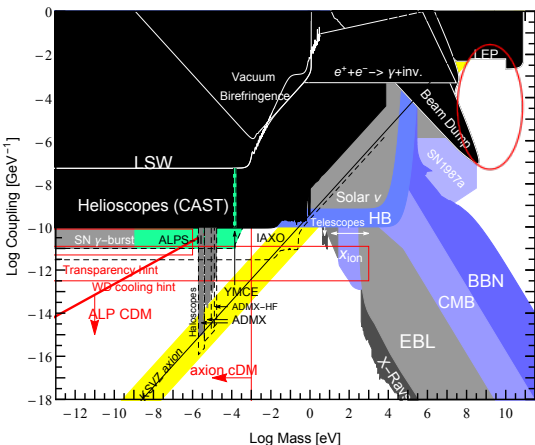 0
-2
-4
-6
-8
-10
-12
-14
-16
-18
Log Coupling [GeV⁻¹]
LEP
Vacuum
Birefringence
e⁺e⁻−> γ+inv.
Beam Dump
SN1987a
LSW
Helioscopes (CAST)
Solar ν
Telescopes
HB
SN γ-burst
ALPS
IAXO
Xion
Transparency hint
WD cooling hint
YMCE
BBN
CMB
ADMX-HF
ADMX
ALP CDM
Haloscopes
EBL
KSVZ axion
axion cDM
X-Rays
-12 -10 -8 -6 -4 -2 0 2 4 6 8 10
Log Mass [eV]